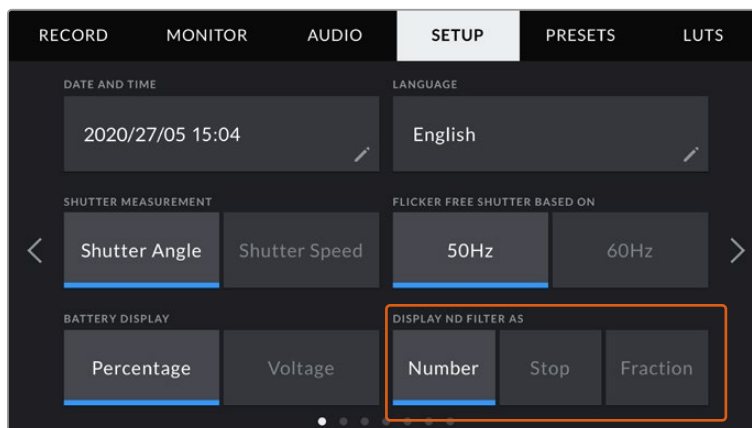 RECORD MONITOR AUDIO SETUP PRESETS LUTS
DATE AND TIME LANGUAGE
2020/27/05 15:04 English
SHUTTER MEASUREMENT FLICKER FREE SHUTTER BASED ON
Shutter Angle Shutter Speed 50Hz 60Hz
BATTERY DISPLAY DISPLAY ND FILTER AS
Percentage Voltage Number Stop Fraction